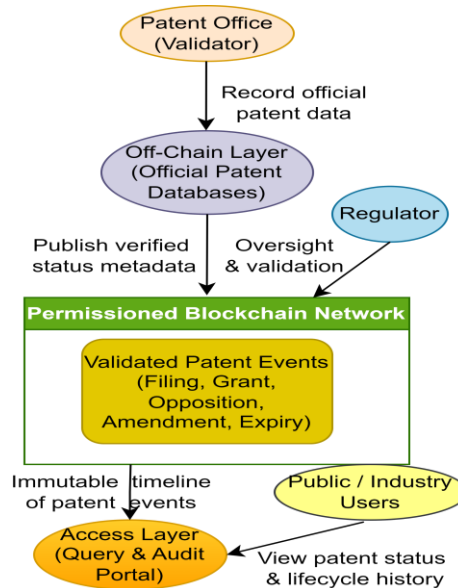 Patent Office
(Validator)
Record official
patent data
Off-Chain Layer
(Official Patent
Databases)
Regulator
Publish verified
status metadata
Oversight
& validation
Permissioned Blockchain Network
Validated Patent Events
(Filing, Grant,
Opposition,
Amendment, Expiry)
Immutable timeline
of patent events
Public / Industry
Users
Access Layer
(Query & Audit
Portal)
View patent status
& lifecycle history